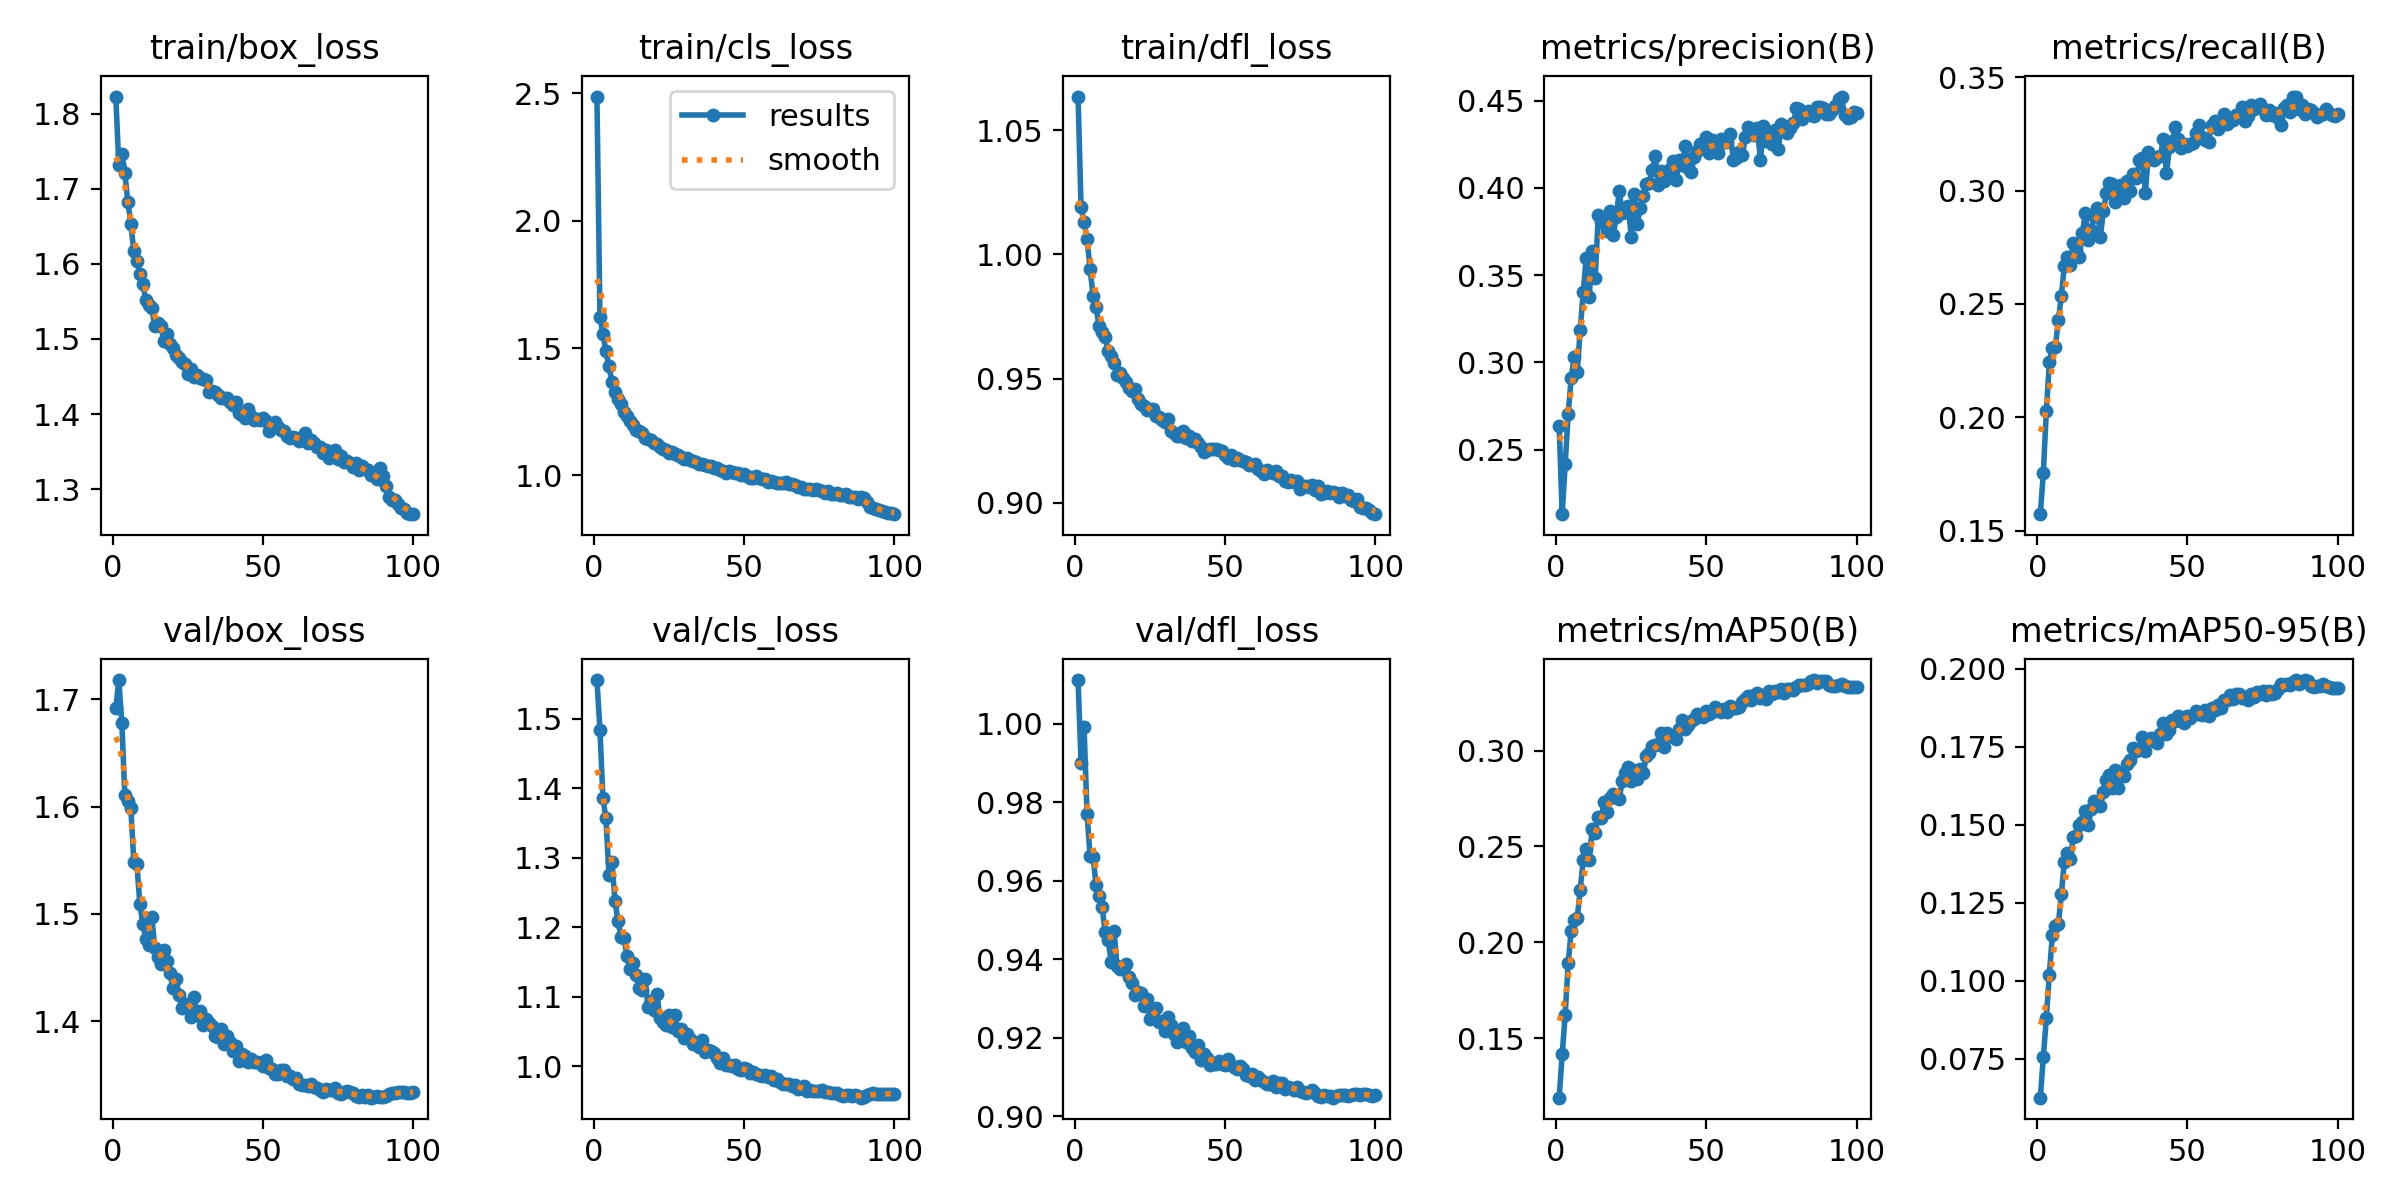 train/box_loss
1.8
1.7
1.6
1.5
1.4
1.3
0 50 100
train/cls_loss
results
smooth
2.5
2.0
1.5
1.0
0 50 100
train/dfl_loss
1.05
1.00
0.95
0.90
0 50 100
metrics/precision(B)
0.45
0.40
0.35
0.30
0.25
0 50 100
metrics/recall(B)
0.35
0.30
0.25
0.20
0.15
0 50 100
val/box_loss
1.7
1.6
1.5
1.4
0 50 100
val/cls_loss
1.5
1.4
1.3
1.2
1.1
1.0
0 50 100
val/dfl_loss
1.00
0.98
0.96
0.94
0.92
0.90
0 50 100
metrics/mAP50(B)
0.30
0.25
0.20
0.15
0 50 100
metrics/mAP50-95(B)
0.200
0.175
0.150
0.125
0.100
0.075
0 50 100